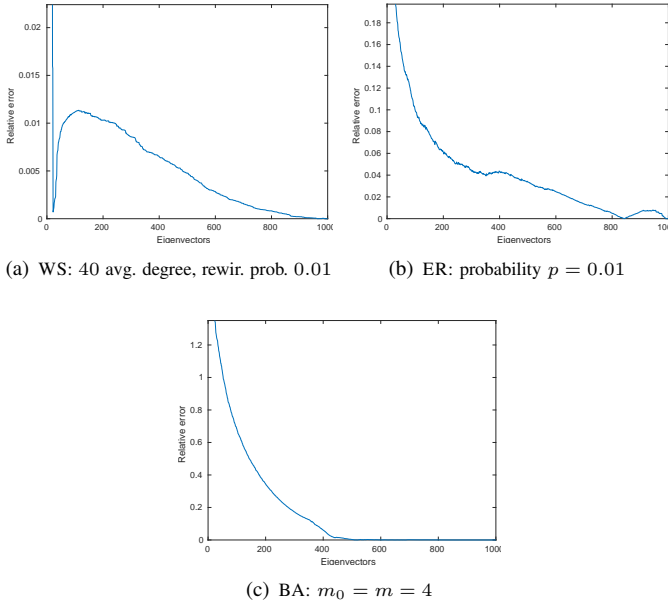 0.02
0.015
0.01
0.005
0
Relative error
0 200 400 600 800 1000
Eigenvectors
(a) WS: 40 avg. degree, rewir. prob. 0.01
0.18
0.16
0.14
0.12
0.1
0.08
0.06
0.04
0.02
0
Relative error
0 200 400 600 800 1000
Eigenvectors
(b) ER: probability p = 0.01
1.2
1
0.8
0.6
0.4
0.2
0
Relative error
0 200 400 600 800 1000
Eigenvectors
(c) BA: m₀ = m = 4